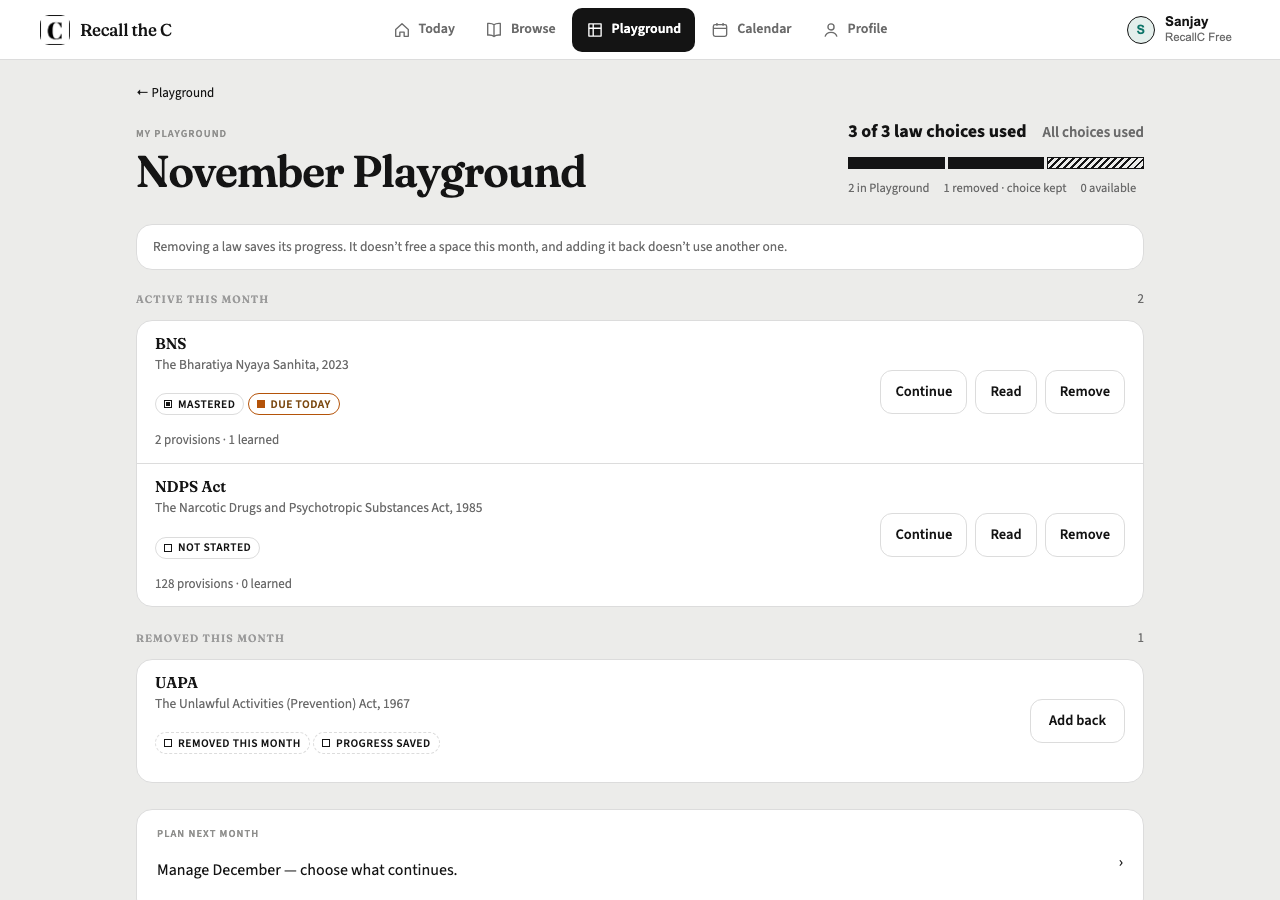 C Recall the C
Today
Browse
Playground
Calendar
Profile
S
Sanjay
RecallC Free
← Playground
MY PLAYGROUND
November Playground
3 of 3 law choices used All choices used
2 in Playground 1 removed · choice kept 0 available
Removing a law saves its progress. It doesn’t free a space this month, and adding it back doesn’t use another one.
ACTIVE THIS MONTH 2
BNS
The Bharatiya Nyaya Sanhita, 2023
MASTERED DUE TODAY
2 provisions · 1 learned
Continue Read Remove
NDPS Act
The Narcotic Drugs and Psychotropic Substances Act, 1985
NOT STARTED
128 provisions · 0 learned
Continue Read Remove
REMOVED THIS MONTH 1
UAPA
The Unlawful Activities (Prevention) Act, 1967
REMOVED THIS MONTH PROGRESS SAVED
Add back
PLAN NEXT MONTH
Manage December — choose what continues. ›